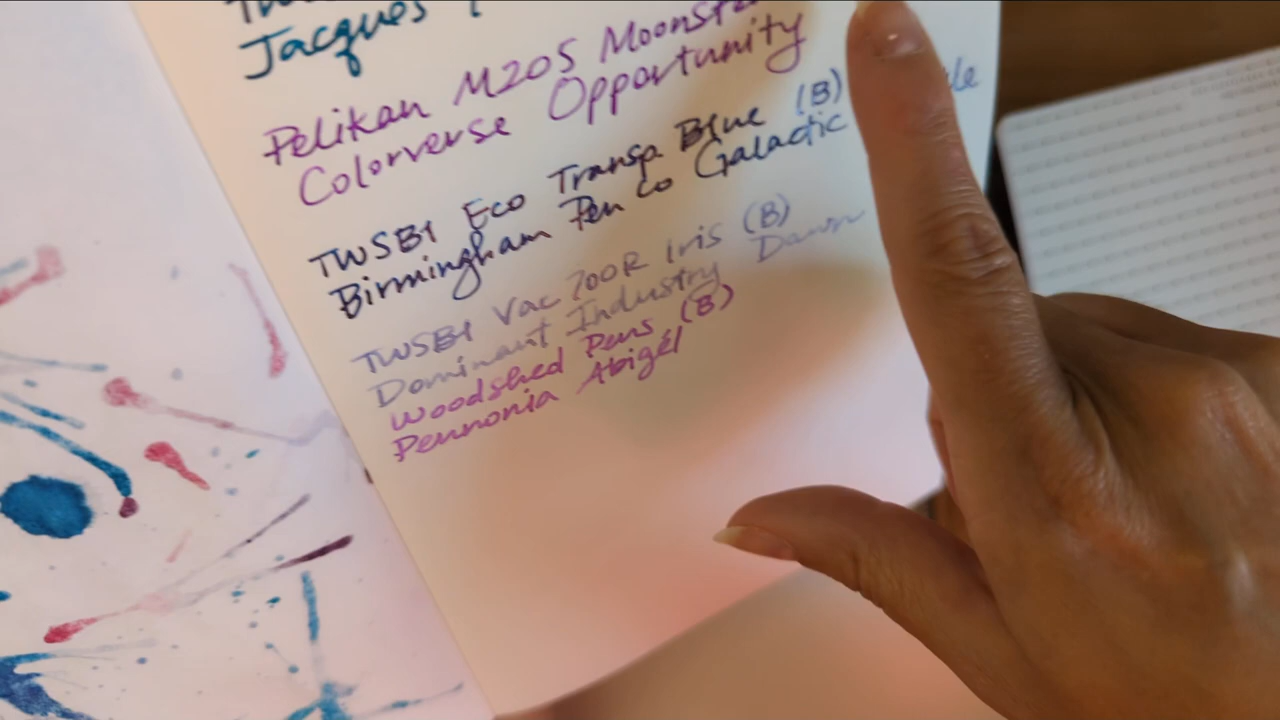 Jacques
Pelikan M205 Moonstone
Colorverse Opportunity
TWSBI Eco Transp. Blue (B)
Birmingham Pen Co Galactic
TWSBI Vac 700R Iris (B)
Dominant Industry Dawn
Woodshed Pens (B)
Pennonia Abigél